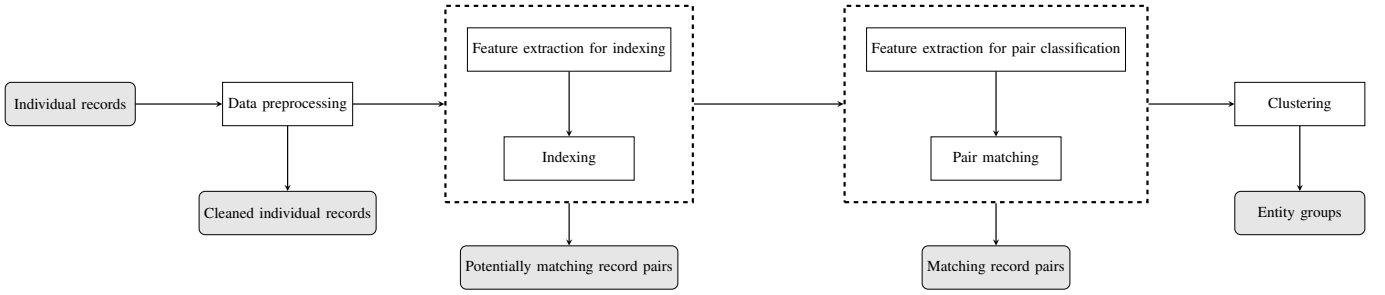 Individual records
Data preprocessing
Cleaned individual records
Feature extraction for indexing
Indexing
Potentially matching record pairs
Feature extraction for pair classification
Pair matching
Matching record pairs
Clustering
Entity groups